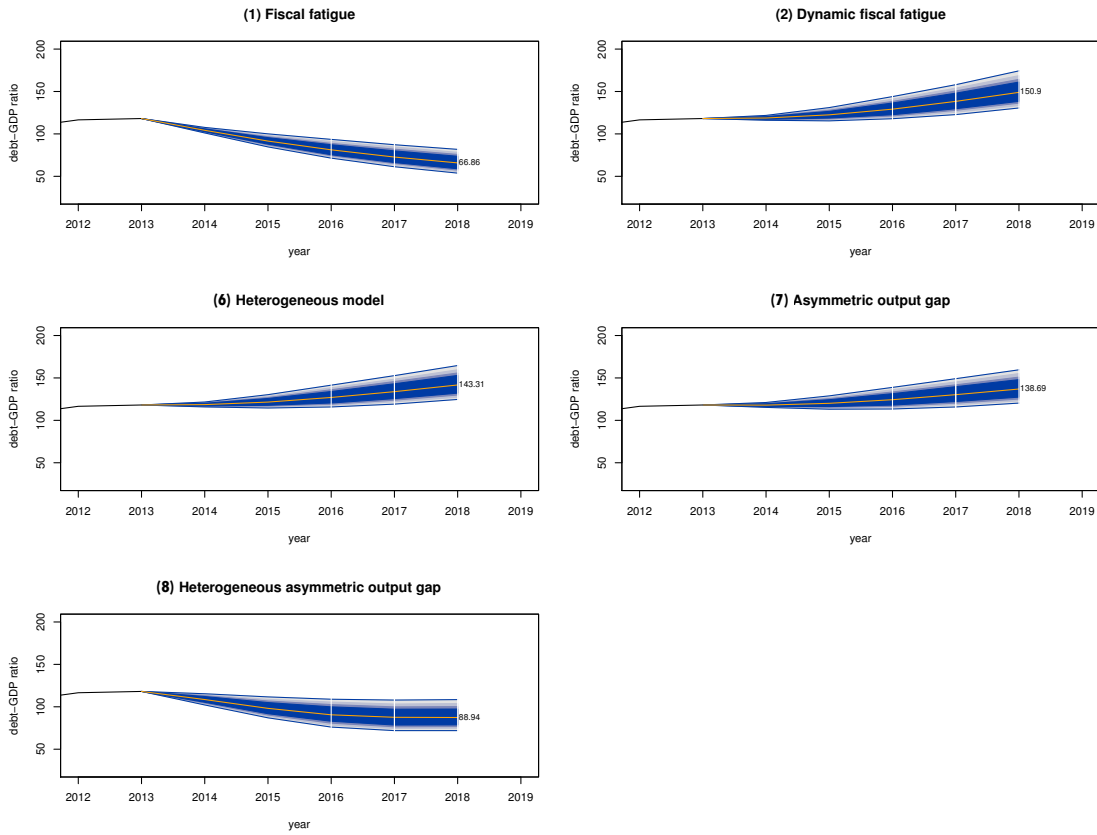 (1) Fiscal fatigue
debt−GDP ratio
50 100 150 200
66.86
2012 2013 2014 2015 2016 2017 2018 2019
year
(2) Dynamic fiscal fatigue
debt−GDP ratio
50 100 150 200
150.9
2012 2013 2014 2015 2016 2017 2018 2019
year
(6) Heterogeneous model
debt−GDP ratio
50 100 150 200
143.31
2012 2013 2014 2015 2016 2017 2018 2019
year
(7) Asymmetric output gap
debt−GDP ratio
50 100 150 200
138.69
2012 2013 2014 2015 2016 2017 2018 2019
year
(8) Heterogeneous asymmetric output gap
debt−GDP ratio
50 100 150 200
88.94
2012 2013 2014 2015 2016 2017 2018 2019
year